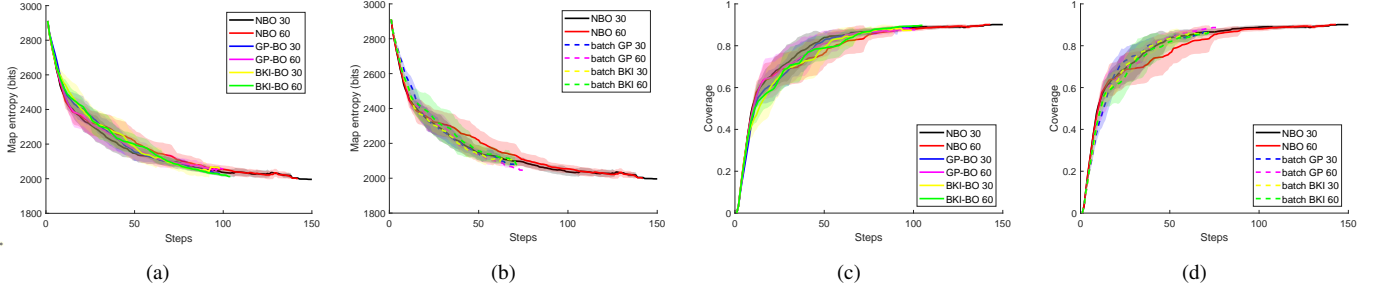 3000
2800
2600
2400
2200
2000
1800
0
50
100
150
Map entropy (bits)
Steps
NBO 30
NBO 60
GP-BO 30
GP-BO 60
BKI-BO 30
BKI-BO 60
(a)
3000
2800
2600
2400
2200
2000
1800
0
50
100
150
Map entropy (bits)
Steps
NBO 30
NBO 60
batch GP 30
batch GP 60
batch BKI 30
batch BKI 60
(b)
1
0.8
0.6
0.4
0.2
0
0
50
100
150
Coverage
Steps
NBO 30
NBO 60
GP-BO 30
GP-BO 60
BKI-BO 30
BKI-BO 60
(c)
1
0.8
0.6
0.4
0.2
0
0
50
100
150
Coverage
Steps
NBO 30
NBO 60
batch GP 30
batch GP 60
batch BKI 30
batch BKI 60
(d)